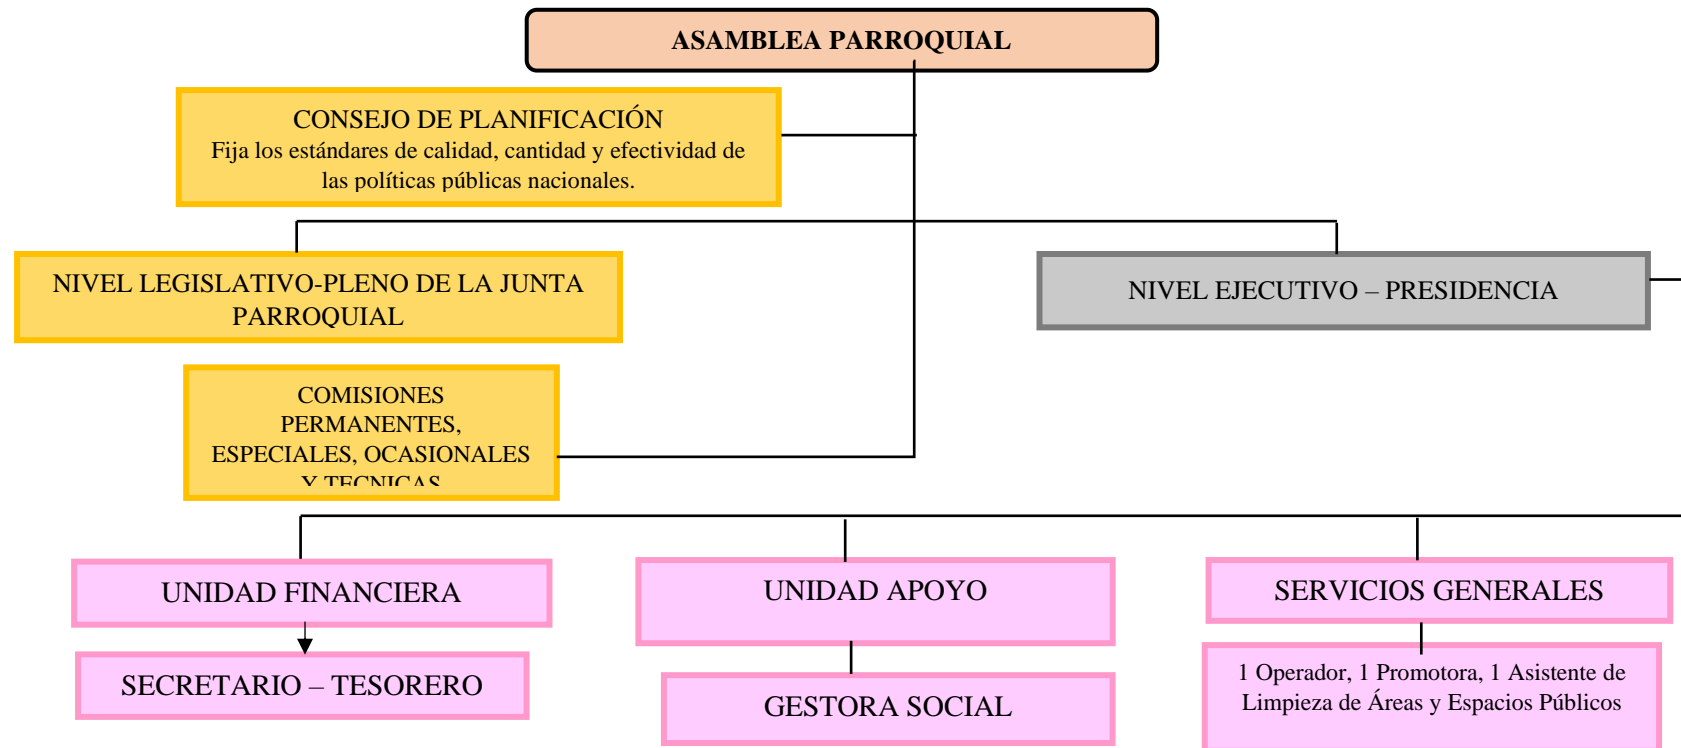 ASAMBLEA PARROQUIAL
CONSEJO DE PLANIFICACIÓN
Fija los estándares de calidad, cantidad y efectividad de
las políticas públicas nacionales.
NIVEL LEGISLATIVO-PLENO DE LA JUNTA
PARROQUIAL
NIVEL EJECUTIVO – PRESIDENCIA
COMISIONES
PERMANENTES,
ESPECIALES, OCASIONALES
Y TECNICAS
UNIDAD FINANCIERA
UNIDAD APOYO
SERVICIOS GENERALES
SECRETARIO – TESORERO
GESTORA SOCIAL
1 Operador, 1 Promotora, 1 Asistente de
Limpieza de Áreas y Espacios Públicos